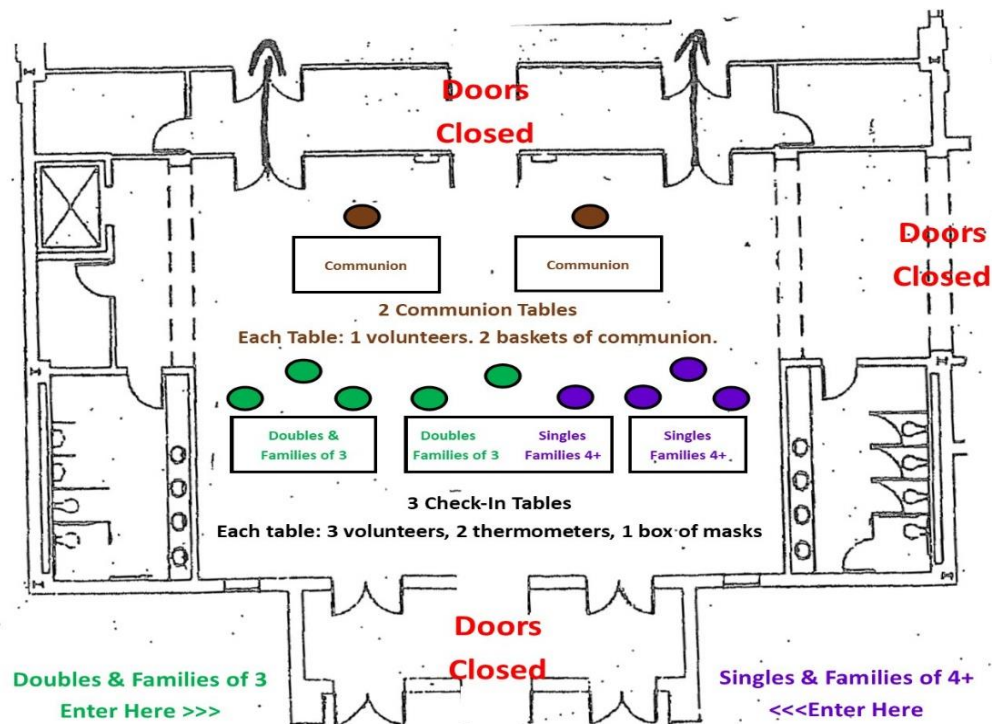 Doors
Closed
Doors
Closed
Communion
Communion
2 Communion Tables
Each Table: 1 volunteers. 2 baskets of communion.
Doubles &
Families of 3
Doubles
Families of 3
Singles
Families 4+
Singles
Families 4+
3 Check-In Tables
Each table: 3 volunteers, 2 thermometers, 1 box of masks
Doors
Closed
Doubles & Families of 3
Enter Here >>>
Singles & Families of 4+
<<<Enter Here